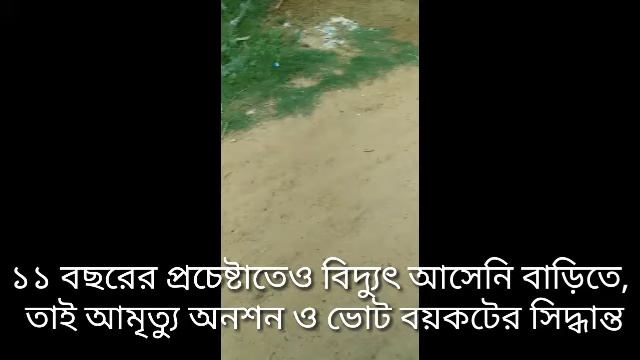 ১১ বছরের প্রচেষ্টাতেও বিদ্যুৎ আসেনি বাড়িতে,
তাই আমৃত্যু অনশন ও ভোট বয়কটের সিদ্ধান্ত